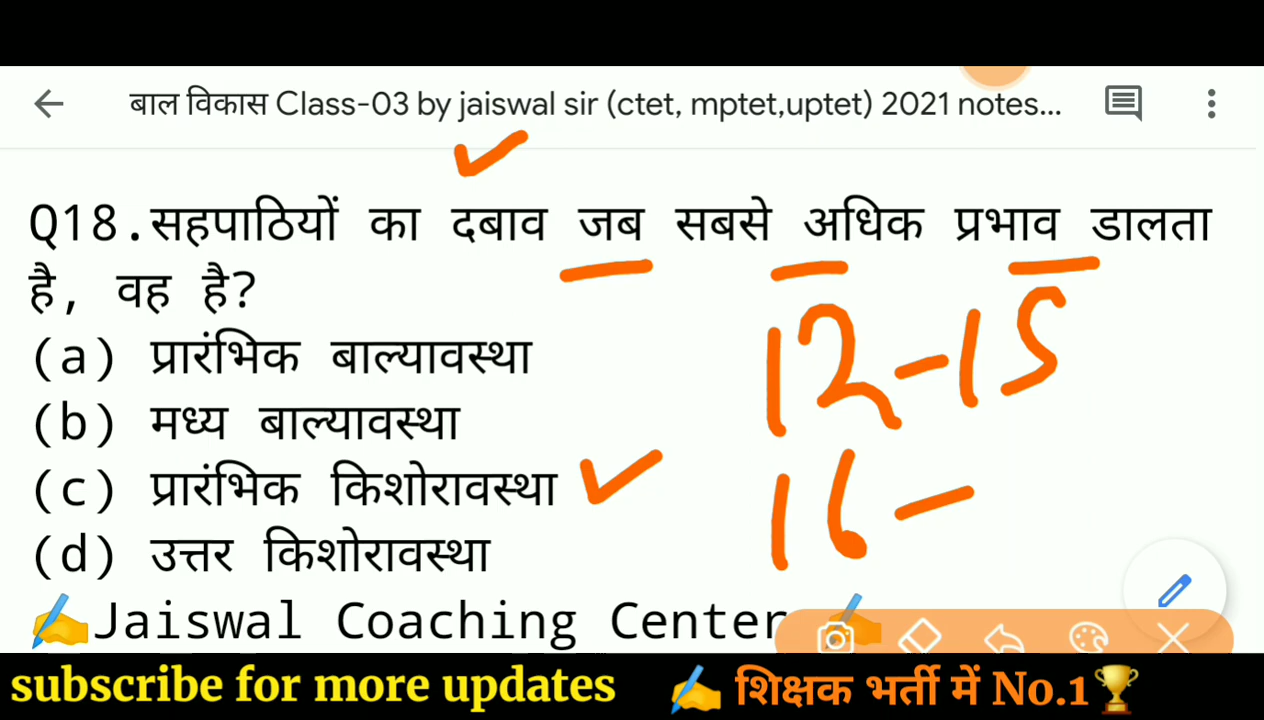 बाल विकास Class-03 by jaiswal sir (ctet, mptet,uptet) 2021 notes...
Q18.सहपाठियों का दबाव जब सबसे अधिक प्रभाव डालता
है, वह है?
(a) प्रारंभिक बाल्यावस्था
(b) मध्य बाल्यावस्था
(c) प्रारंभिक किशोरावस्था
(d) उत्तर किशोरावस्था
12-15
16-
✍Jaiswal Coaching Center ✍
subscribe for more updates ✍ शिक्षक भर्ती में No.1🏆